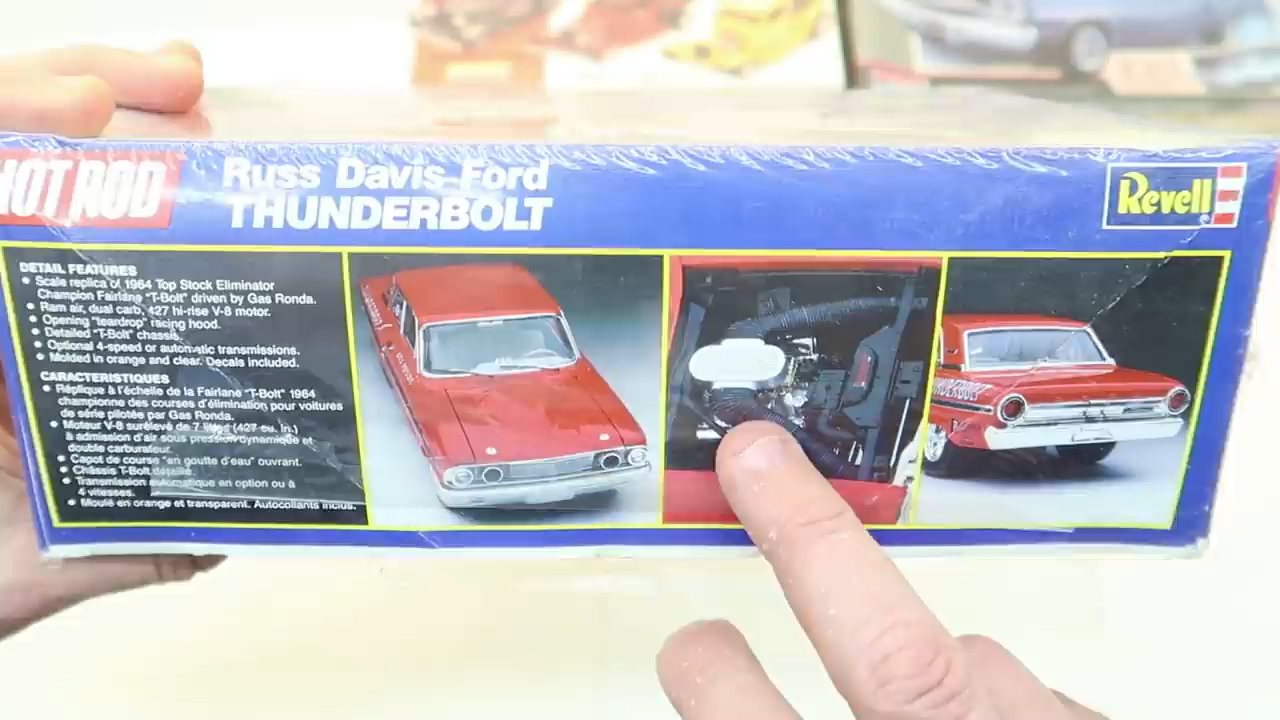 HOT ROD
Russ Davis Ford
THUNDERBOLT
Revell
DETAIL FEATURES
• Scale replica of 1964 Top Stock Eliminator
Champion Fairlane "T-Bolt" driven by Gas Ronda.
• Ram air, dual carb, 427 hi-rise V-8 motor.
• Opening "teardrop" racing hood.
• Detailed "T-Bolt" chassis.
• Optional 4-speed or automatic transmissions.
• Molded in orange and clear. Decals included.
CARACTERISTIQUES
• Réplique à l'échelle de la Fairlane "T-Bolt" 1964
championne des courses d'élimination pour voitures
de série pilotée par Gas Ronda.
• Moteur V-8 surélevé de 7 litres (427 cu. in.)
à admission d'air sous pression dynamique et
double carburateur.
• Capot de course "en goutte d'eau" ouvrant.
• Châssis T-Bolt détaillé.
• Transmission automatique en option ou à
4 vitesses.
• Moulé en orange et transparent. Autocollants inclus.